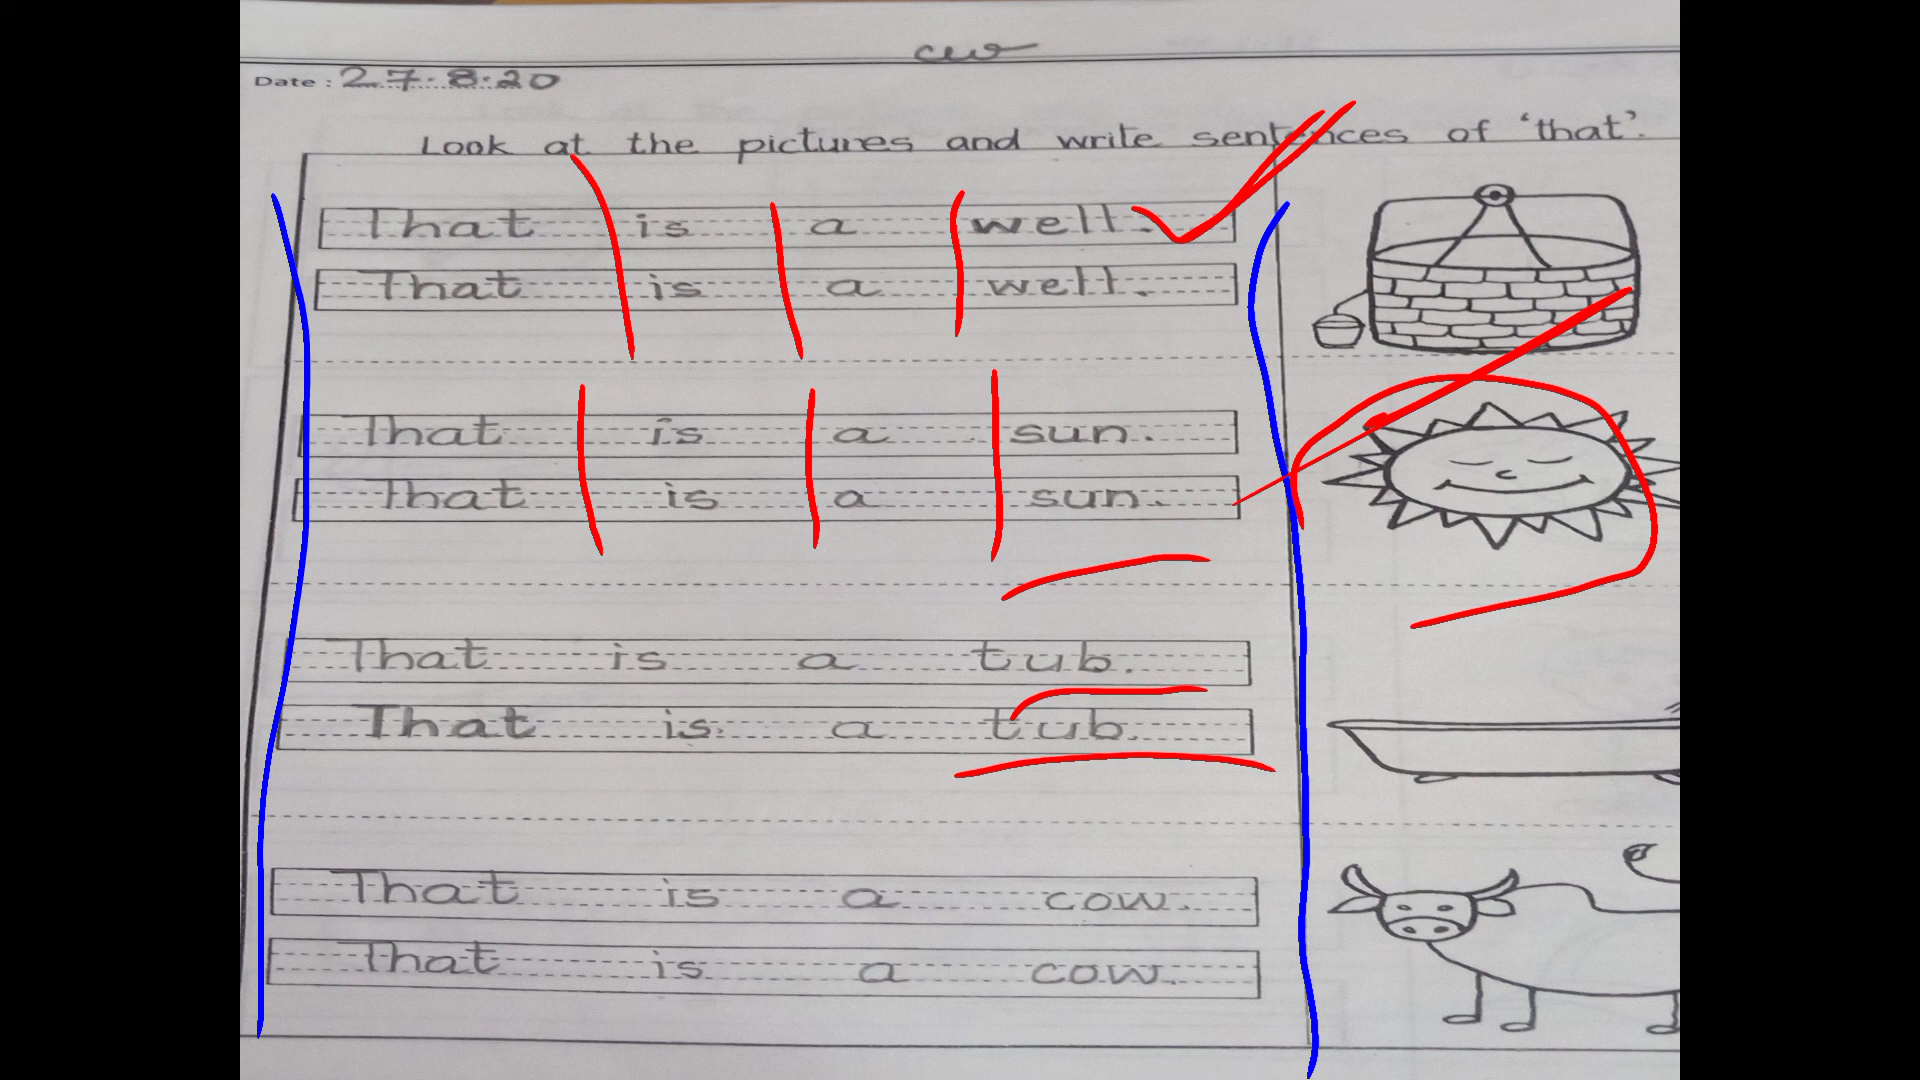 cw
Date : 27.8.20
Look at the pictures and write sentences of 'that'.
That is a well.
That is a well.
That is a sun.
That is a sun.
That is a tub.
That is a tub.
That is a cow.
That is a cow.